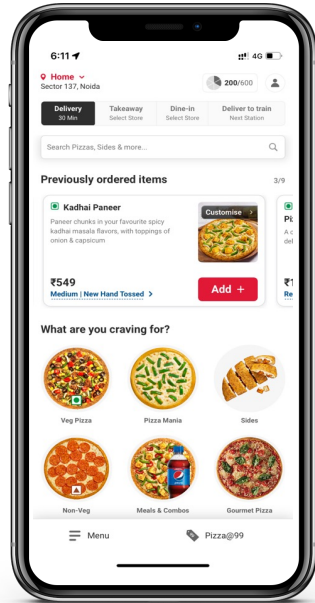 6:11
4G
Home
Sector 137, Noida
200/600
Delivery
30 Min
Takeaway
Select Store
Dine-in
Select Store
Deliver to train
Next Station
Search Pizzas, Sides & more..
Previously ordered items
3/9
Kadhai Paneer
Paneer chunks in your favourite spicy
kadhai masala flavors, with toppings of
onion & capsicum
Customise
₹549
Medium | New Hand Tossed
Add +
What are you craving for?
Veg Pizza
Pizza Mania
Sides
Non-Veg
Meals & Combos
Gourmet Pizza
Menu
Pizza@99